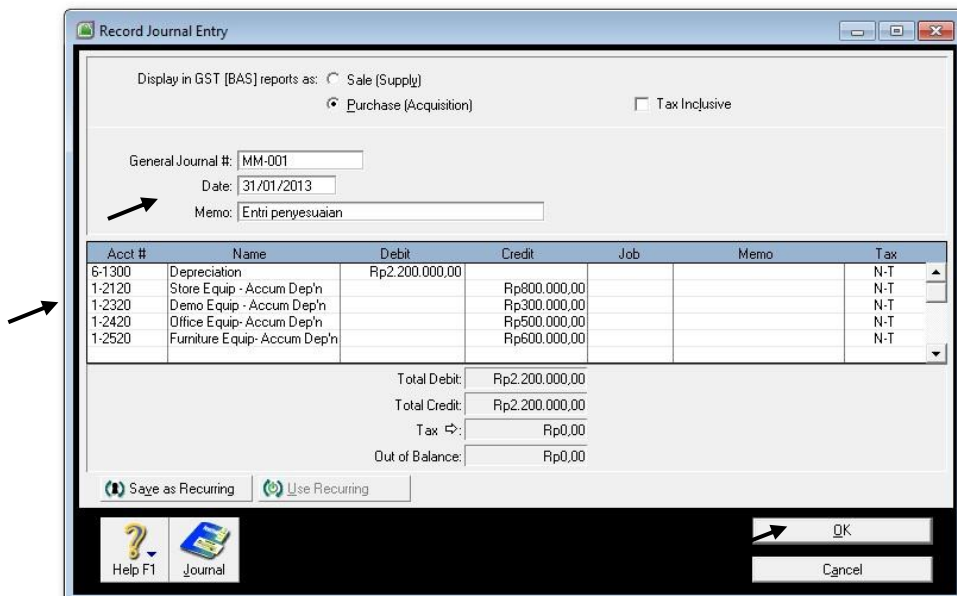 Record Journal Entry
Display in GST [BAS] reports as: Sale (Supply)
Purchase (Acquisition) Tax Inclusive
General Journal #: MM-001
Date: 31/01/2013
Memo: Entri penyesuaian
Acct # Name Debit Credit Job Memo Tax
6-1300 Depreciation Rp2.200.000,00 N-T
1-2120 Store Equip - Accum Dep'n Rp800.000,00 N-T
1-2320 Demo Equip - Accum Dep'n Rp300.000,00 N-T
1-2420 Office Equip- Accum Dep'n Rp500.000,00 N-T
1-2520 Furniture Equip- Accum Dep'n Rp600.000,00 N-T
Total Debit: Rp2.200.000,00
Total Credit: Rp2.200.000,00
Tax ⇨: Rp0,00
Out of Balance: Rp0,00
Save as Recurring Use Recurring
OK
Help F1 Journal Cancel